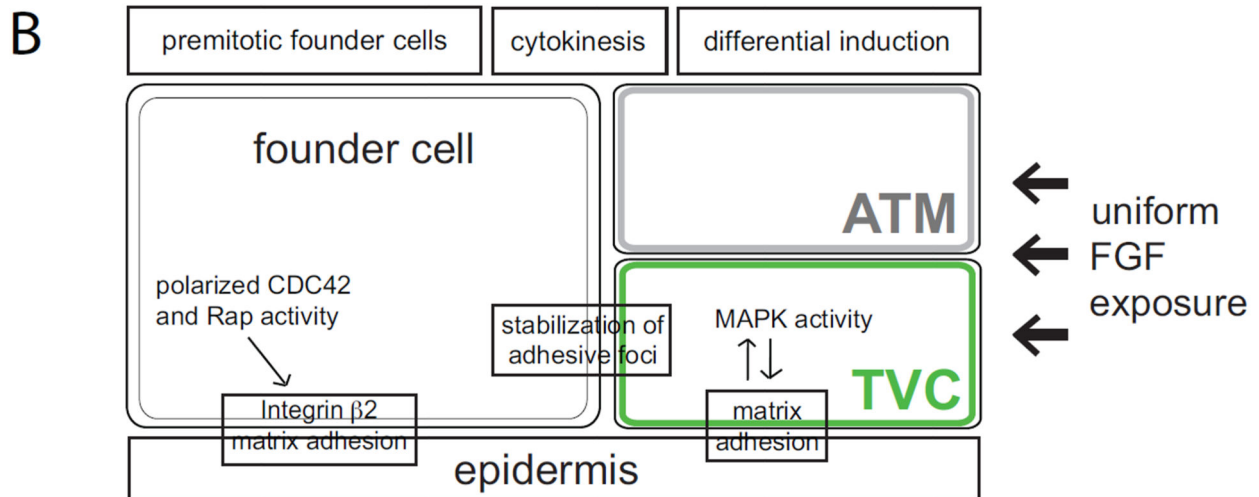 B
premitotic founder cells
cytokinesis
differential induction
founder cell
polarized CDC42
and Rap activity
Integrin β2
matrix adhesion
stabilization of
adhesive foci
ATM
MAPK activity
TVC
matrix
adhesion
epidermis
uniform
FGF
exposure